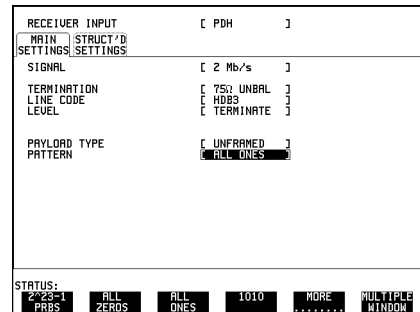 RECEIVER INPUT [ PDH ]
MAIN SETTINGS
STRUCT'D SETTINGS
SIGNAL [ 2 Mb/s ]
TERMINATION [ 75Ω UNBAL ]
LINE CODE [ HDB3 ]
LEVEL [ TERMINATE ]
PAYLOAD TYPE [ UNFRAMED ]
PATTERN [ ALL ONES ]
STATUS:
2^23-1 PRBS
ALL ZEROS
ALL ONES
1010
MORE ........
MULTIPLE WINDOW